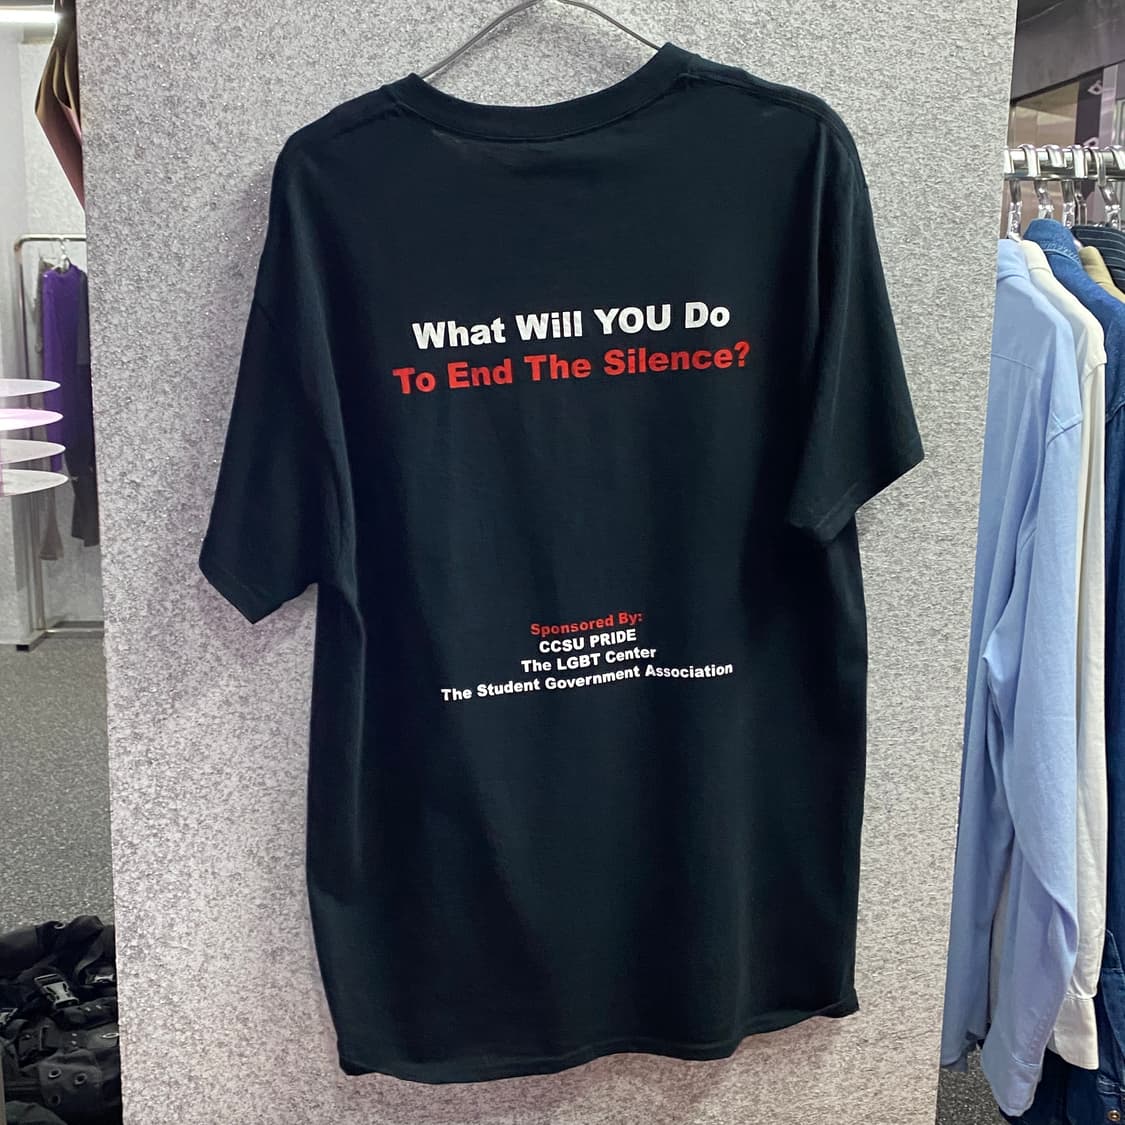 What Will YOU Do
To End The Silence?
Sponsored By:
CCSU PRIDE
The LGBT Center
The Student Government Association